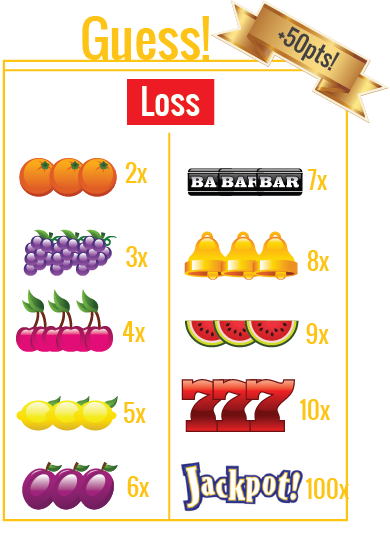 Guess!
+50pts!
Loss
2x
3x
4x
5x
6x
BA BAR BAR
7x
8x
9x
777
10x
Jackpot!
100x